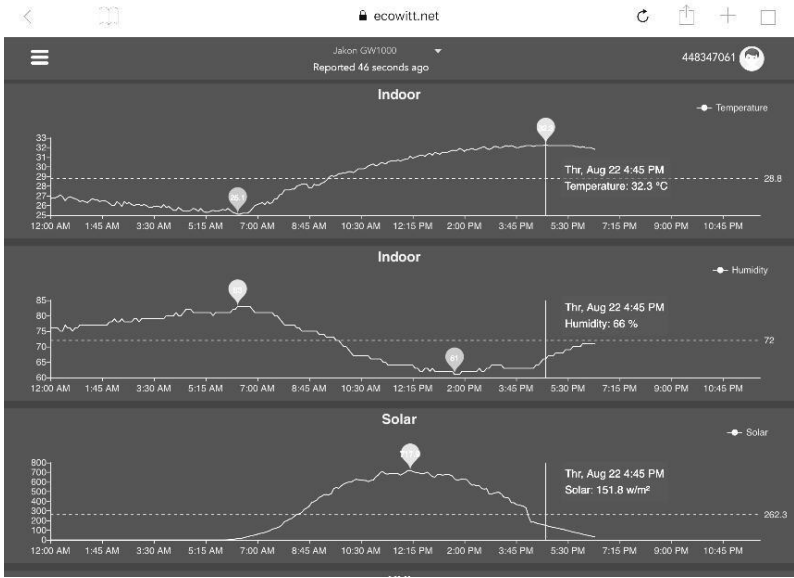 ecowitt.net
Jakon GW1000
Reported 46 seconds ago
448347061
Indoor
Temperature
33
32
31
30
29
28
27
26
25
28.8
25.1
Thr, Aug 22 4:45 PM
Temperature: 32.3 °C
12:00 AM 1:45 AM 3:30 AM 5:15 AM 7:00 AM 8:45 AM 10:30 AM 12:15 PM 2:00 PM 3:45 PM 5:30 PM 7:15 PM 9:00 PM 10:45 PM
Indoor
Humidity
85
80
75
70
65
60
72
61
Thr, Aug 22 4:45 PM
Humidity: 66 %
12:00 AM 1:45 AM 3:30 AM 5:15 AM 7:00 AM 8:45 AM 10:30 AM 12:15 PM 2:00 PM 3:45 PM 5:30 PM 7:15 PM 9:00 PM 10:45 PM
Solar
Solar
800
700
600
500
400
300
200
100
0
262.3
Thr, Aug 22 4:45 PM
Solar: 151.8 w/m²
12:00 AM 1:45 AM 3:30 AM 5:15 AM 7:00 AM 8:45 AM 10:30 AM 12:15 PM 2:00 PM 3:45 PM 5:30 PM 7:15 PM 9:00 PM 10:45 PM